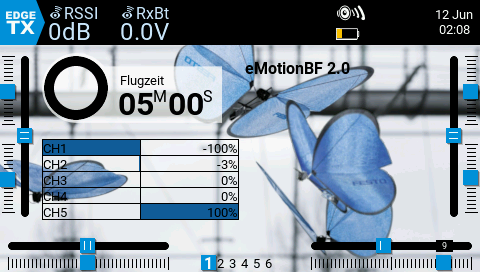 EDGE
TX
RSSI
0dB
RxBt
0.0V
12 Jun
02:08
eMotionBF 2.0
Flugzeit
05M00S
CH1 -100%
CH2 -3%
CH3 0%
CH4 0%
CH5 100%
FESTO
9
1 2 3 4 5 6